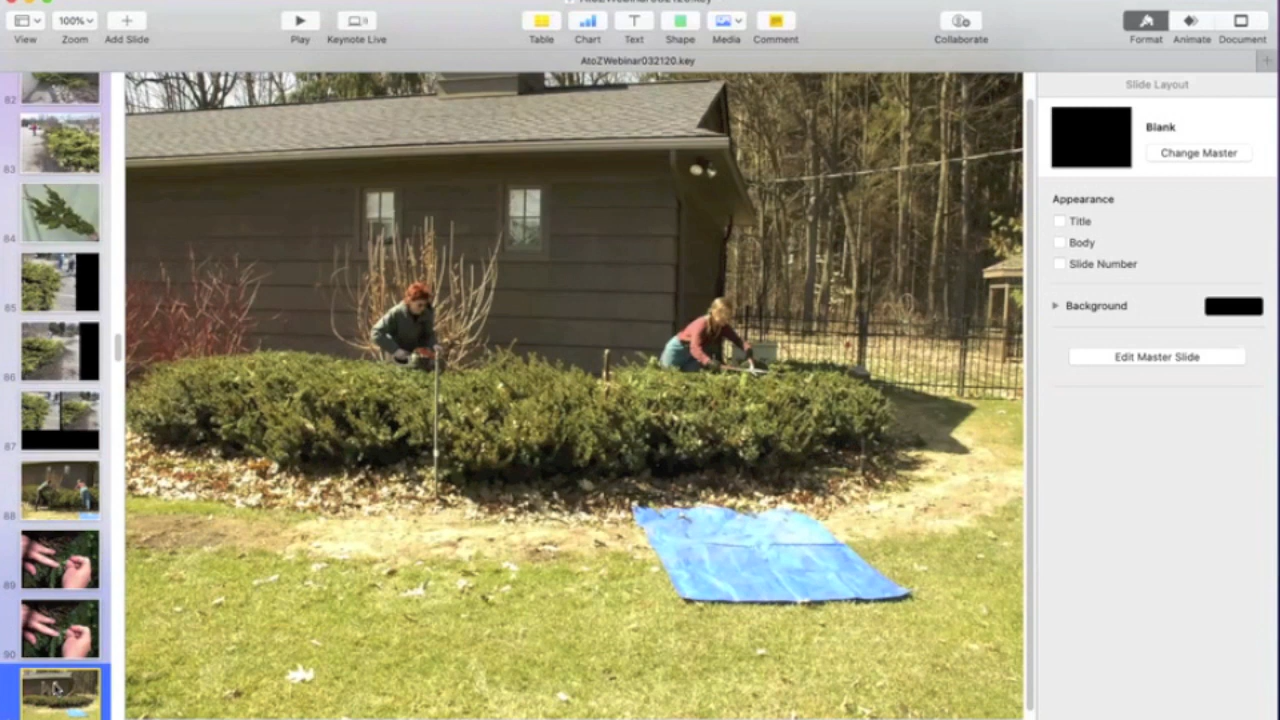 AtoZWebinar032120.key
100%
View
Zoom
Add Slide
Play
Keynote Live
Table
Chart
Text
Shape
Media
Comment
Collaborate
Format
Animate
Document
AtoZWebinar032120.key
82
83
84
85
86
87
88
89
90
Slide Layout
Blank
Change Master
Appearance
Title
Body
Slide Number
Background
Edit Master Slide